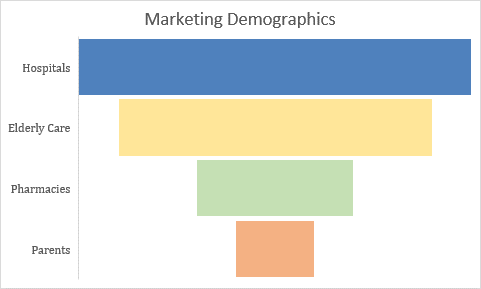 Marketing Demographics
Hospitals
Elderly Care
Pharmacies
Parents